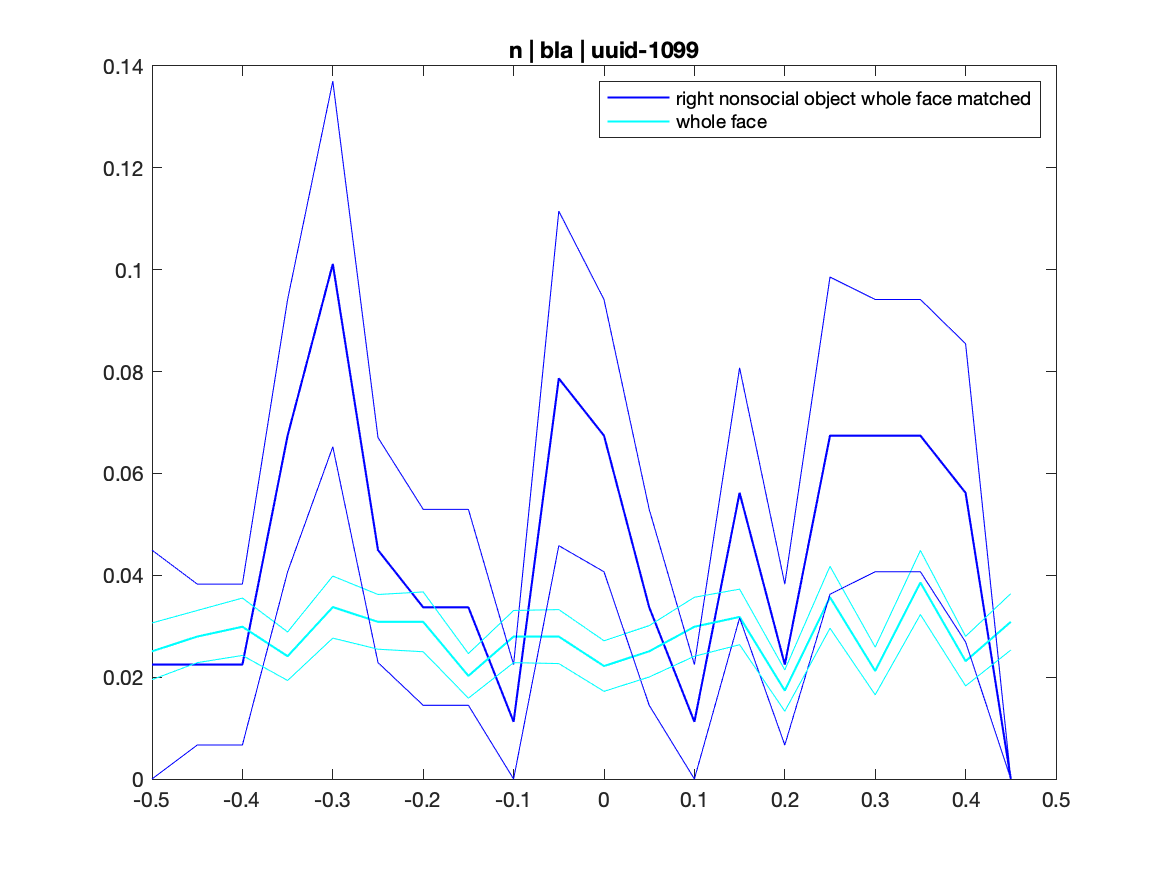 n | bla | uuid-1099
right nonsocial object whole face matched
whole face
0.14
0.12
0.1
0.08
0.06
0.04
0.02
0
-0.5 -0.4 -0.3 -0.2 -0.1 0 0.1 0.2 0.3 0.4 0.5